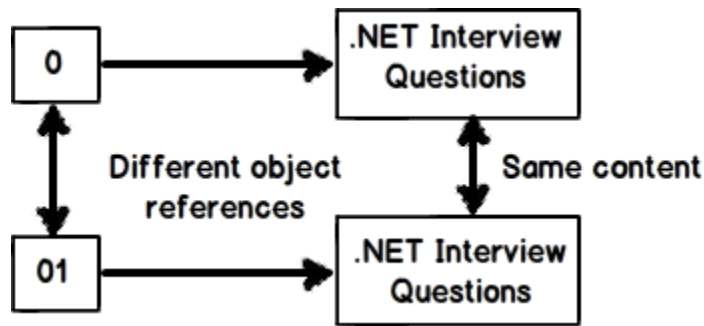 0
.NET Interview
Questions
Different object
references
Same content
01
.NET Interview
Questions